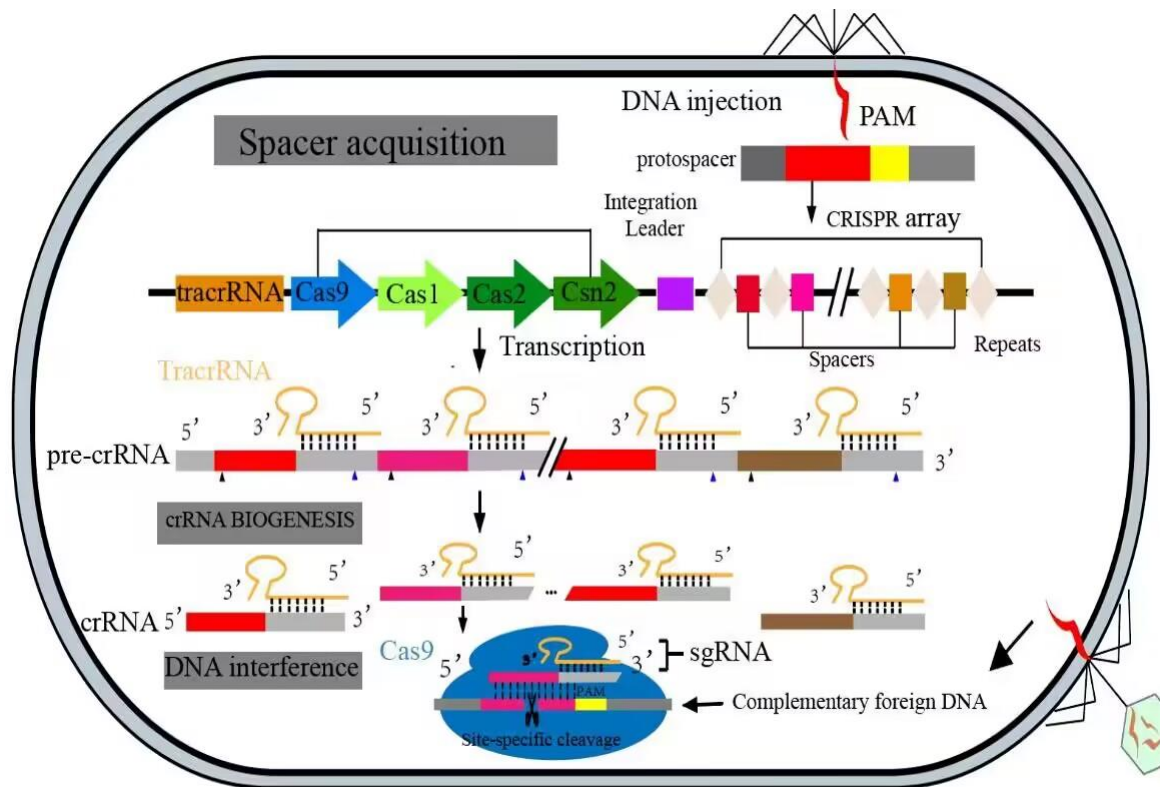 DNA injection
PAM
Spacer acquisition
protospacer
Integration
Leader
CRISPR array
tracrRNA
Cas9
Cas1
Cas2
Csn2
Transcription
Spacers
Repeats
TracrRNA
5’ 3’ 5’ 3’ 5’ 3’ 5’ 3’ 5’
pre-crRNA
3’
crRNA BIOGENESIS
3’ 5’ 3’ 5’ ... 3’ 5’ 3’ 5’
crRNA 5’ 3’
DNA interference
Cas9
5’ 3’ 5’ 3’
sgRNA
PAM
Complementary foreign DNA
Site-specific cleavage